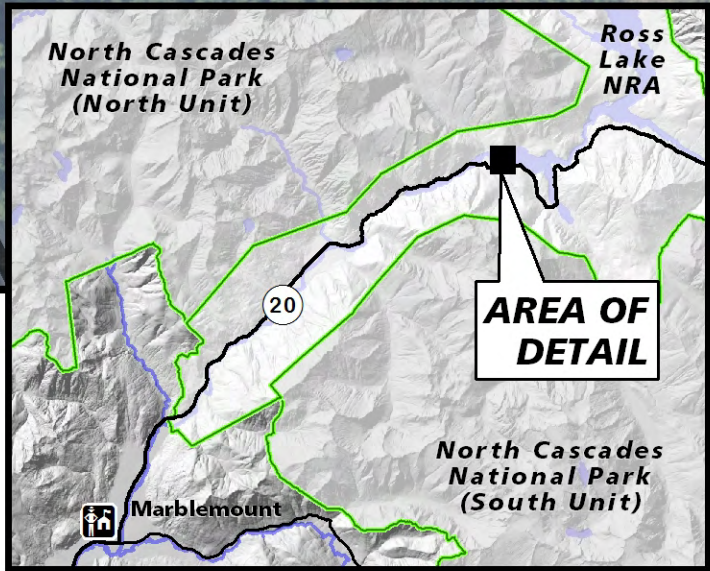 North Cascades
National Park
(North Unit)
Ross
Lake
NRA
20
AREA OF
DETAIL
North Cascades
National Park
(South Unit)
Marblemount